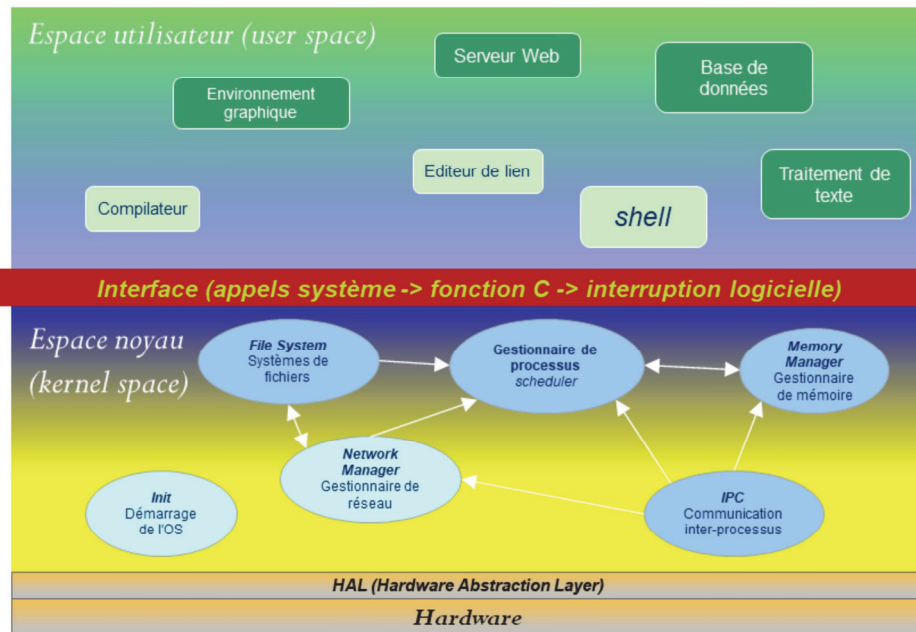 Espace utilisateur (user space)
Serveur Web
Base de
données
Environnement
graphique
Editeur de lien
Traitement de
texte
Compilateur
shell
Interface (appels système -> fonction C -> interruption logicielle)
Espace noyau
(kernel space)
File System
Systèmes de
fichiers
Gestionnaire de
processus
scheduler
Memory
Manager
Gestionnaire
de mémoire
Network
Manager
Gestionnaire de
réseau
Init
Démarrage
de l'OS
IPC
Communication
inter-processus
HAL (Hardware Abstraction Layer)
Hardware